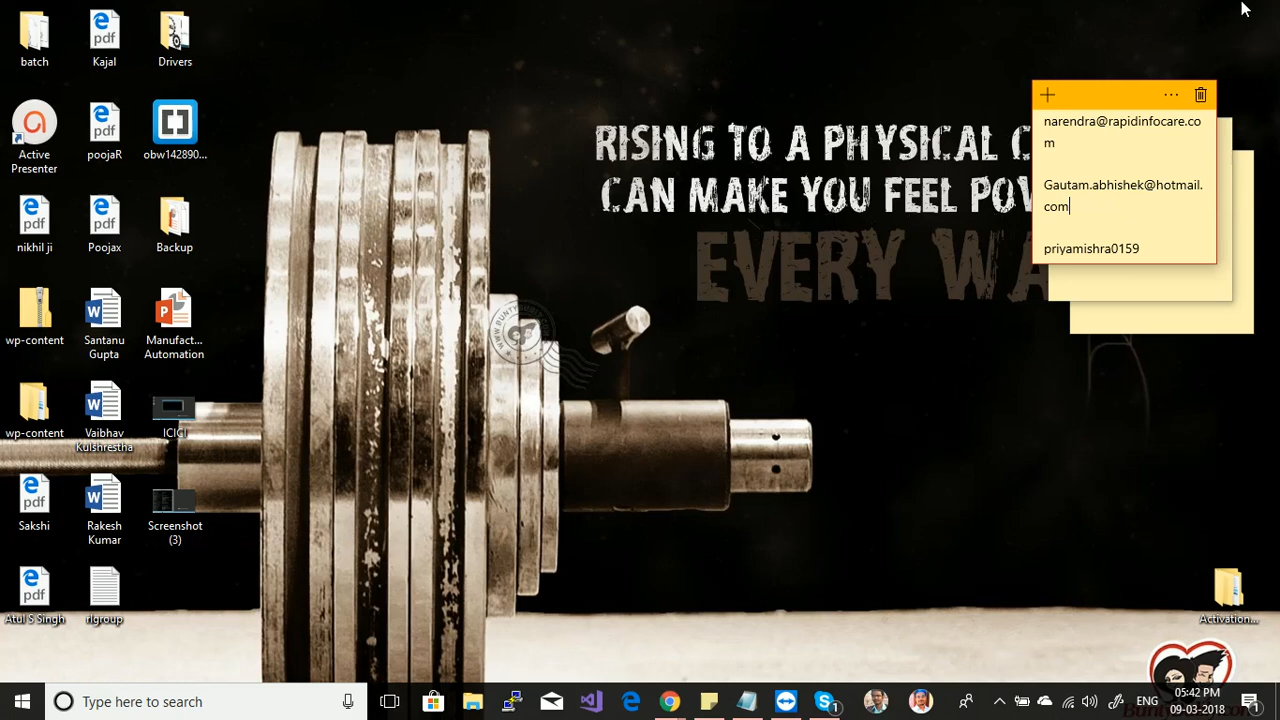 batch
Kajal
Drivers
Active
Presenter
poojaR
obw142890...
nikhil ji
Poojax
Backup
wp-content
Santanu
Gupta
Manufact...
Automation
wp-content
Vaibhav
Kulshrestha
ICICI
Sakshi
Rakesh
Kumar
Screenshot
(3)
Atul S Singh
rigroup
RISING TO A PHYSICAL C
CAN MAKE YOU FEEL POW
EVERY WA
narendra@rapidinfocare.co
m
Gautam.abhishek@hotmail.
com
priyamishra0159
Activation...
Type here to search
1
ENG
05:42 PM
09-03-2018
1